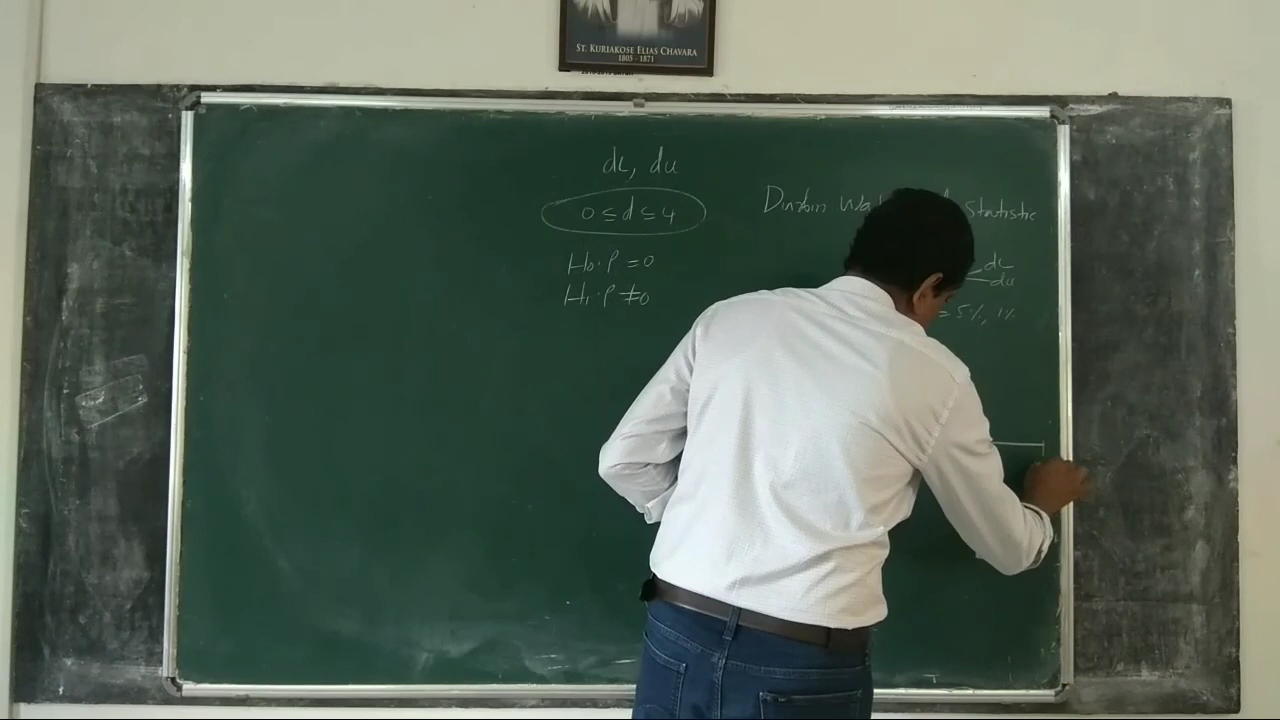 ST. KURIAKOSE ELIAS CHAVARA
1805 - 1871
dL, du
0 ≤ d ≤ 4
H0: P = 0
H1: P ≠ 0
Durbin Wat d Statistic
dL
du
= 5%, 1%